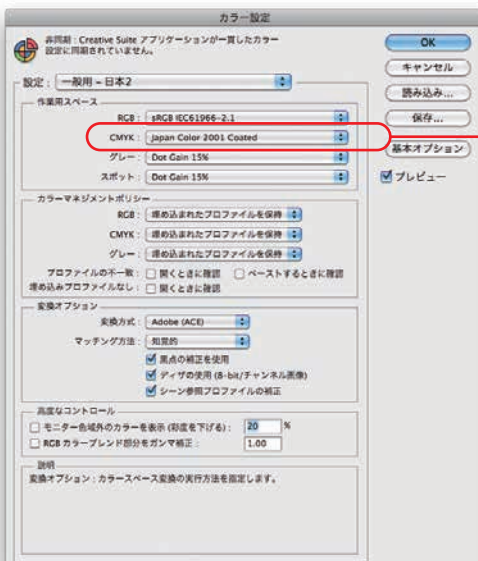 カラー設定
非同期：Creative Suite アプリケーションが一貫したカラー
設定に同期されていません。
設定： 一般用 – 日本2
作業用スペース
RGB： sRGB IEC61966-2.1
CMYK： Japan Color 2001 Coated
グレー： Dot Gain 15%
スポット： Dot Gain 15%
カラーマネジメントポリシー
RGB： 埋め込まれたプロファイルを保持
CMYK： 埋め込まれたプロファイルを保持
グレー： 埋め込まれたプロファイルを保持
プロファイルの不一致： 開くときに確認 ペーストするときに確認
埋め込みプロファイルなし： 開くときに確認
変換オプション
変換方式： Adobe (ACE)
マッチング方法： 知覚的
黒点の補正を使用
ディザの使用 (8-bit/チャンネル画像)
シーン参照プロファイルの補正
高度なコントロール
モニター色域外のカラーを表示 (彩度を下げる)： 20 %
RGB カラーブレンド部分をガンマ補正： 1.00
説明
変換オプション：カラースペース変換の実行方法を指定します。
OK
キャンセル
読み込み...
保存...
基本オプション
プレビュー